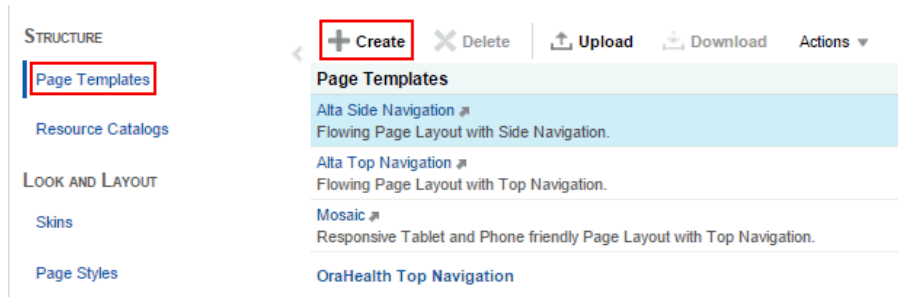 STRUCTURE
Page Templates
Resource Catalogs
LOOK AND LAYOUT
Skins
Page Styles
Create Delete Upload Download Actions
Page Templates
Alta Side Navigation
Flowing Page Layout with Side Navigation.
Alta Top Navigation
Flowing Page Layout with Top Navigation.
Mosaic
Responsive Tablet and Phone friendly Page Layout with Top Navigation.
OraHealth Top Navigation